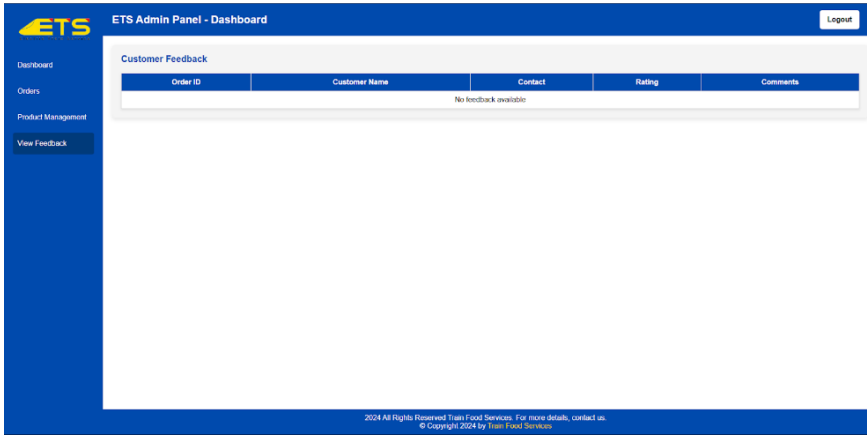 ETS
ETS Admin Panel - Dashboard
Logout
Dashboard
Orders
Product Management
View Feedback
Customer Feedback
Order ID Customer Name Contact Rating Comments
No feedback available
2024 All Rights Reserved Train Food Services. For more details, contact us.
© Copyright 2024 by Train Food Services